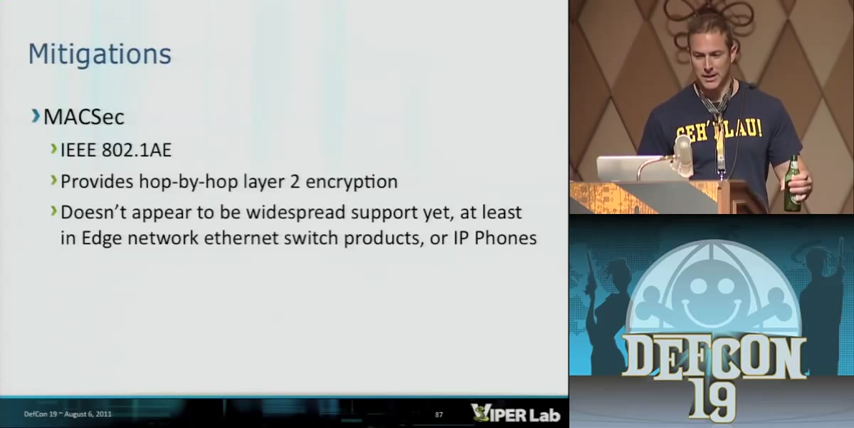 Mitigations
MACSec
IEEE 802.1AE
Provides hop-by-hop layer 2 encryption
Doesn't appear to be widespread support yet, at least
in Edge network ethernet switch products, or IP Phones
DefCon 19 ~ August 6, 2011
87
VIPER Lab
GEH' LAU!
DEFCON
19